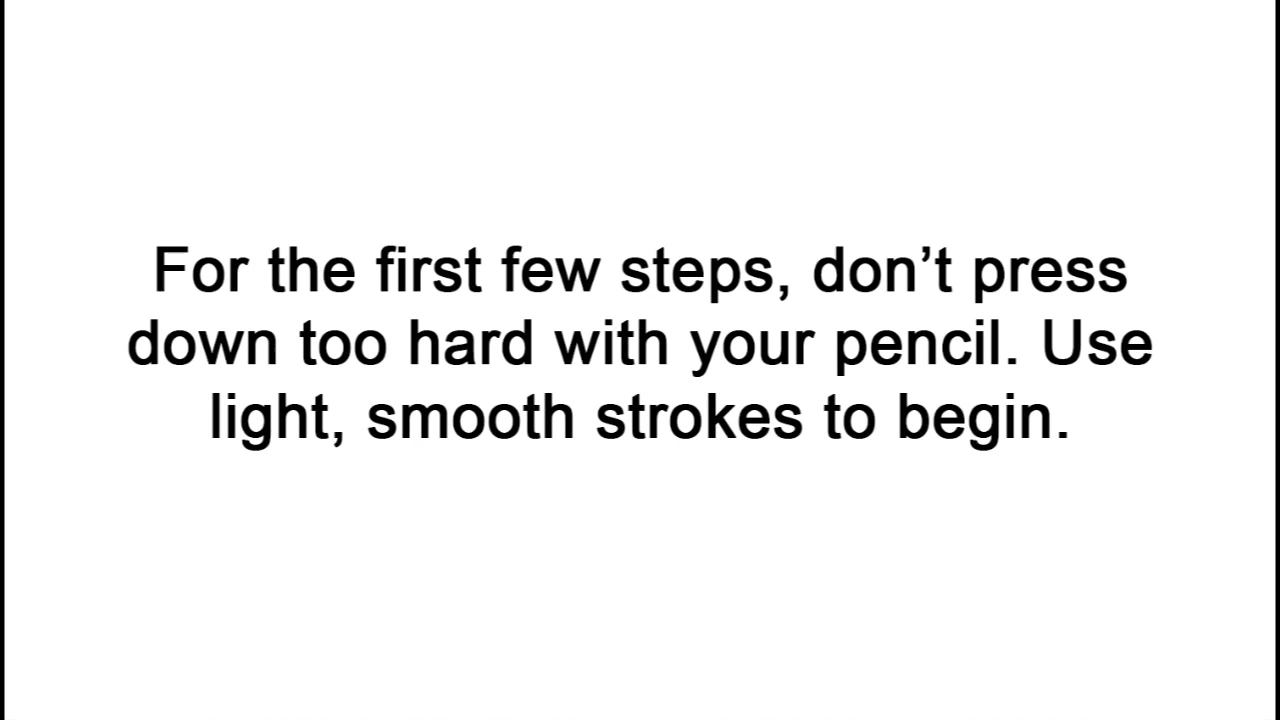 For the first few steps, don’t press
down too hard with your pencil. Use
light, smooth strokes to begin.